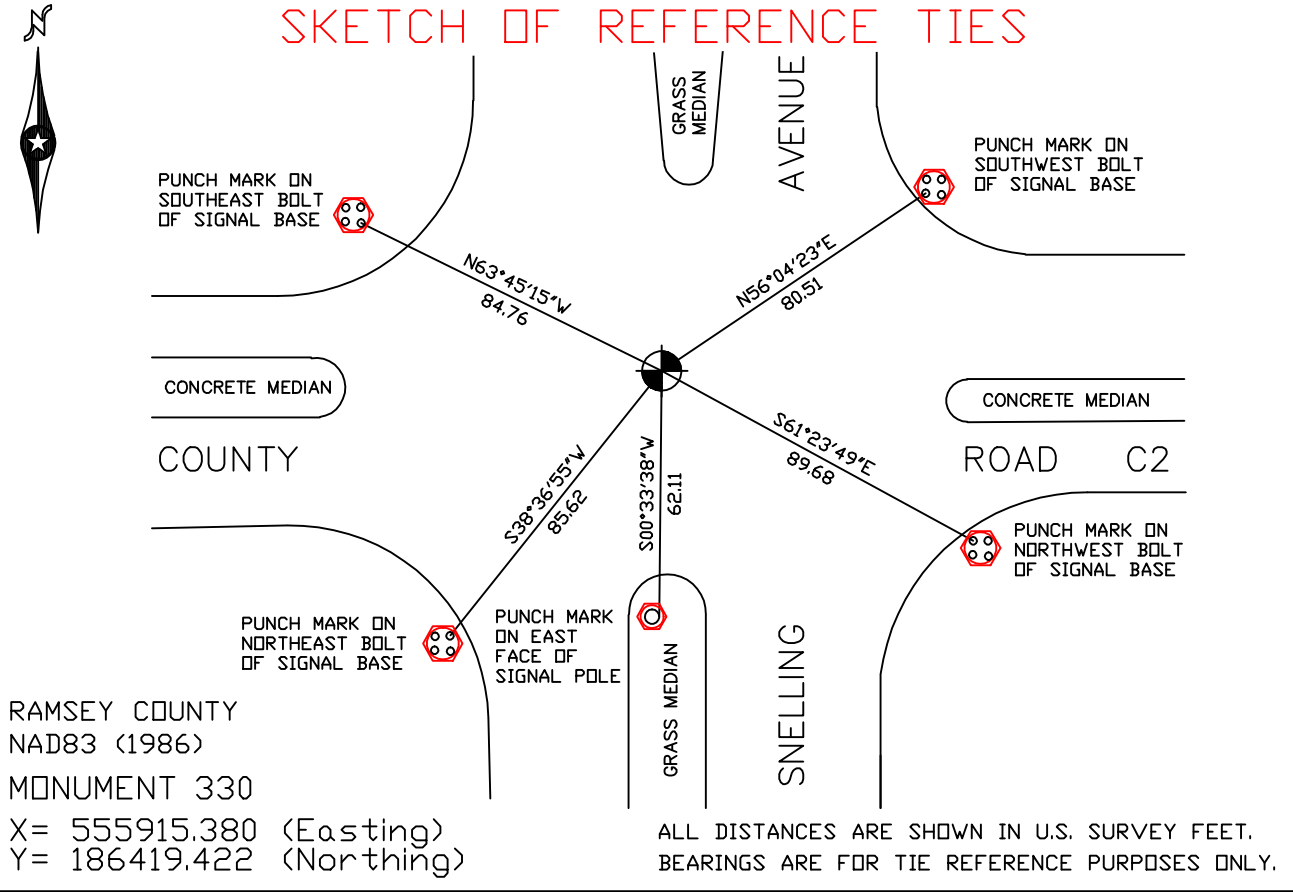 N
SKETCH OF REFERENCE TIES
GRASS
MEDIAN
AVENUE
PUNCH MARK ON
SOUTHWEST BOLT
OF SIGNAL BASE
PUNCH MARK ON
SOUTHEAST BOLT
OF SIGNAL BASE
N63°45'15"W
84.76
N56°04'23"E
80.51
CONCRETE MEDIAN
CONCRETE MEDIAN
COUNTY
ROAD C2
S38°36'55"W
85.62
S00°33'38"W
62.11
S61°23'49"E
89.68
PUNCH MARK ON
NORTHWEST BOLT
OF SIGNAL BASE
PUNCH MARK ON
NORTHEAST BOLT
OF SIGNAL BASE
PUNCH MARK
ON EAST
FACE OF
SIGNAL POLE
GRASS MEDIAN
SNELLING
RAMSEY COUNTY
NAD83 (1986)
MONUMENT 330
X= 555915.380 (Easting)
Y= 186419.422 (Northing)
ALL DISTANCES ARE SHOWN IN U.S. SURVEY FEET.
BEARINGS ARE FOR TIE REFERENCE PURPOSES ONLY.